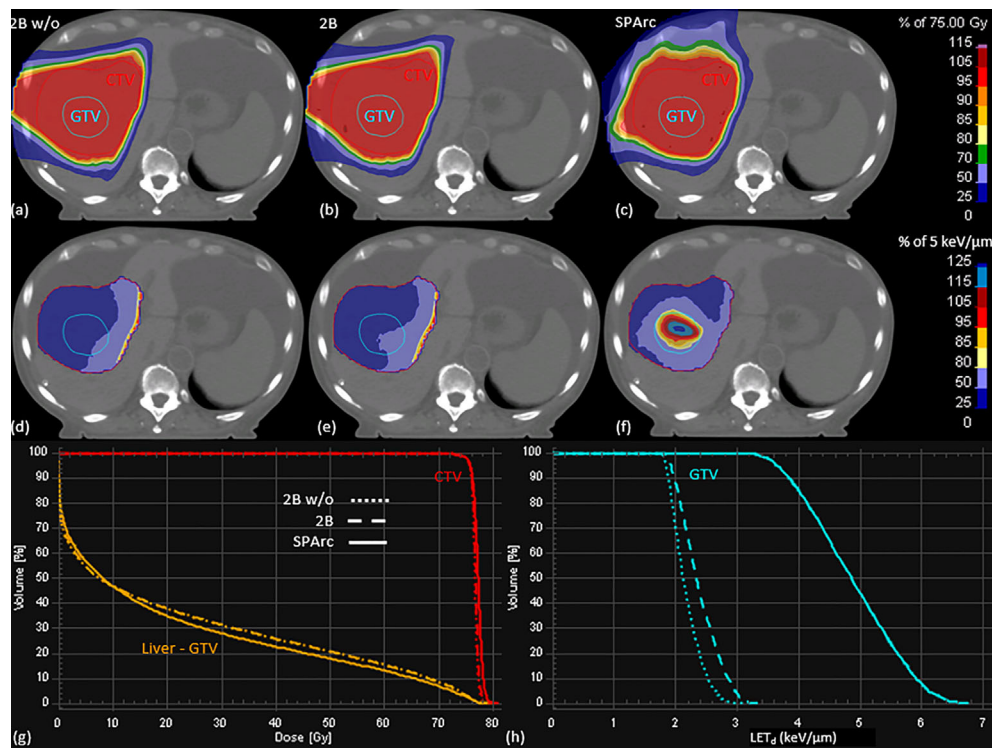 2B w/o
2B
SPArc
% of 75.00 Gy
CTV
GTV
CTV
GTV
CTV
GTV
115
105
95
90
85
80
70
50
25
0
(a)
(b)
(c)
% of 5 keV/μm
125
115
105
95
85
80
50
25
0
(d)
(e)
(f)
100
90
80
70
60
50
40
30
20
10
0
Volume [%]
CTV
2B w/o
2B
SPArc
Liver - GTV
0 10 20 30 40 50 60 70 80
Dose [Gy]
(g)
100
90
80
70
60
50
40
30
20
10
0
Volume [%]
GTV
0 1 2 3 4 5 6 7
LETd (keV/μm)
(h)